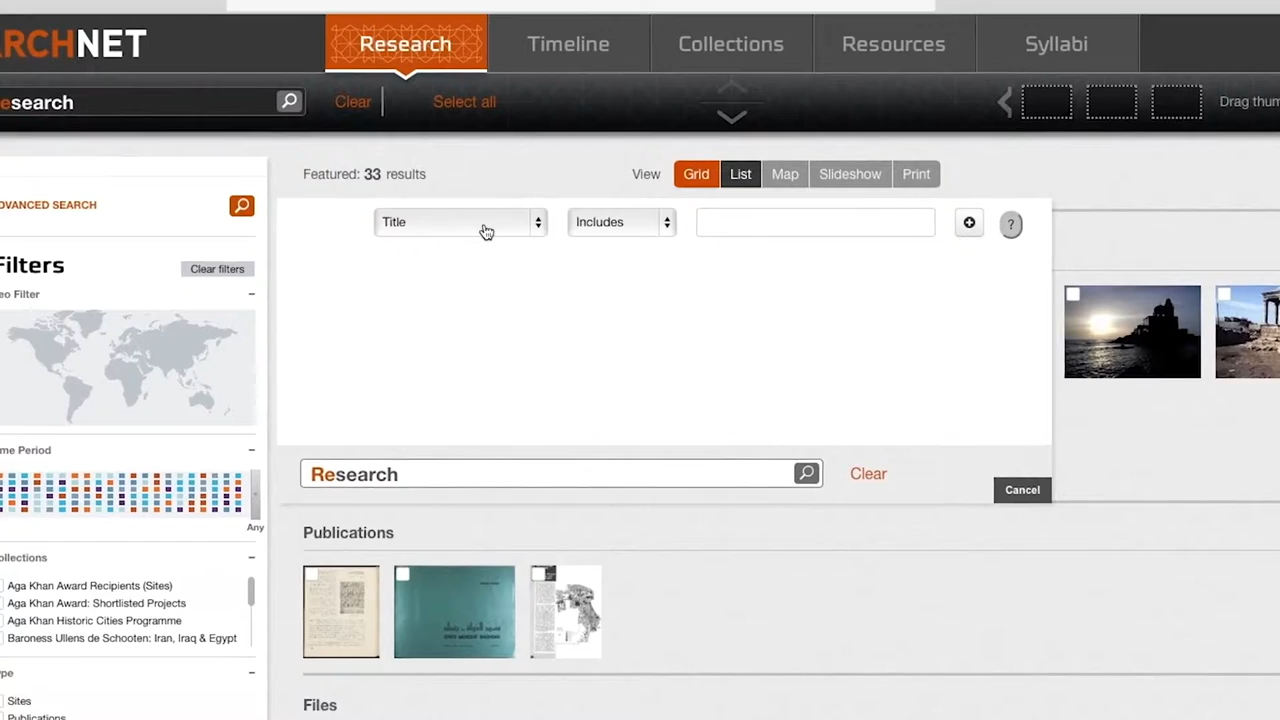 RCHNET
Research
Timeline
Collections
Resources
Syllabi
esearch
Clear
Select all
Drag thum
Featured: 33 results
View
Grid
List
Map
Slideshow
Print
DVANCED SEARCH
Title
Includes
?
Filters
Clear filters
eo Filter
me Period
Any
ollections
Aga Khan Award Recipients (Sites)
Aga Khan Award: Shortlisted Projects
Aga Khan Historic Cities Programme
Baroness Ullens de Schooten: Iran, Iraq & Egypt
ype
Sites
Publications
Research
Clear
Cancel
Publications
Files